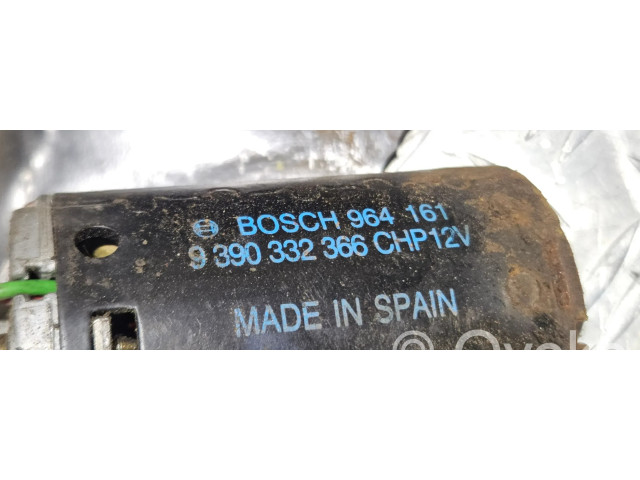 BOSCH 964 161
9 390 332 366 CHP12V
MADE IN SPAIN
©